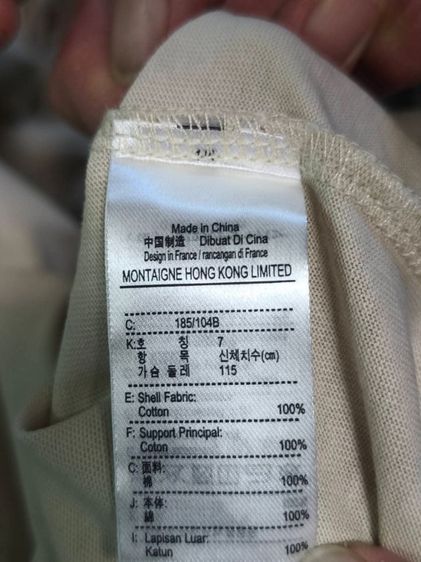 Made in China
中国制造 Dibuat Di Cina
Design in France / rancangan di France
MONTAIGNE HONG KONG LIMITED
C: 185/104B
K:호 칭 7
항 목 신체치수(㎝)
가슴 둘레 115
E: Shell Fabric:
Cotton 100%
F: Support Principal:
Coton 100%
C: 面料:
棉 100%
J: 本体:
綿 100%
I: Lapisan Luar:
Katun 100%